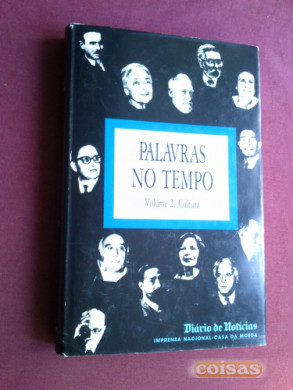 PALAVRAS
NO TEMPO
Volume 2. Cultura
Diário de Notícias
IMPRENSA NACIONAL-CASA DA MOEDA
coisas